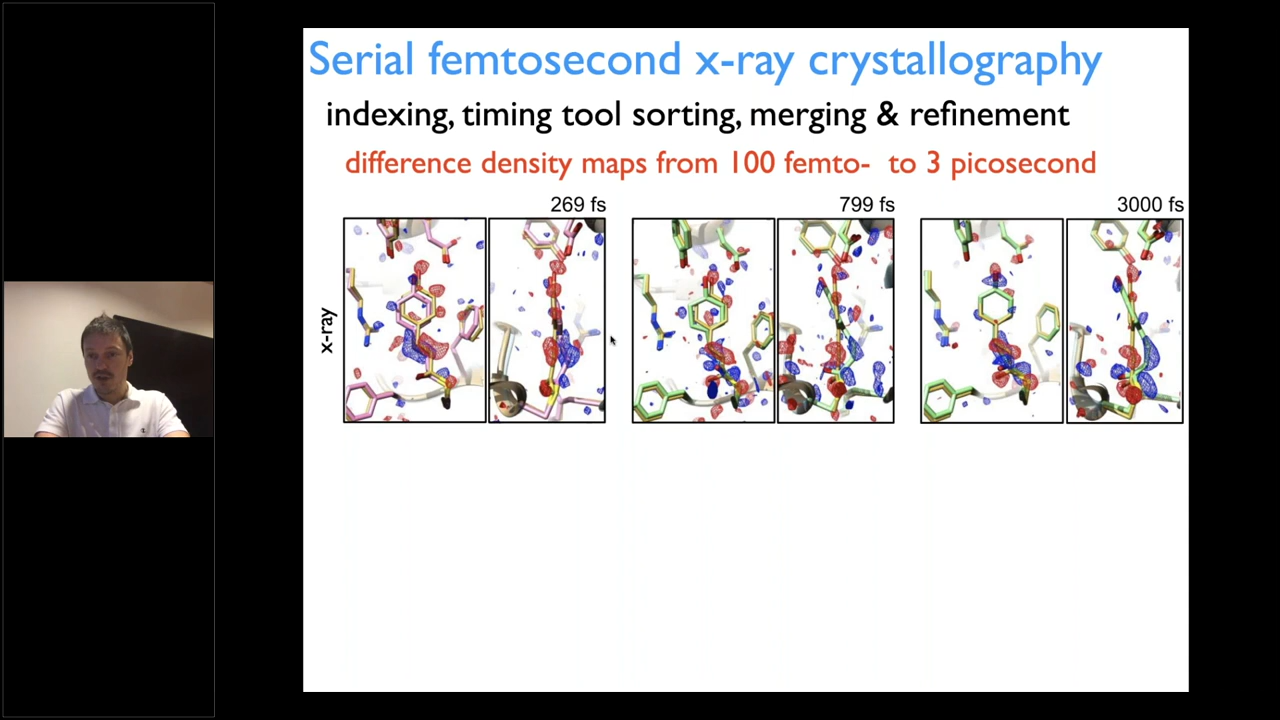 Serial femtosecond x-ray crystallography
indexing, timing tool sorting, merging & refinement
difference density maps from 100 femto- to 3 picosecond
269 fs
799 fs
3000 fs
x-ray